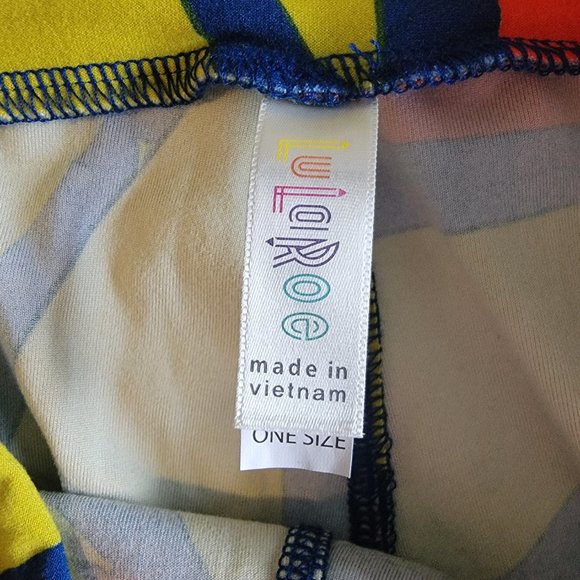 LuLaRoe
made in
vietnam
ONE SIZE